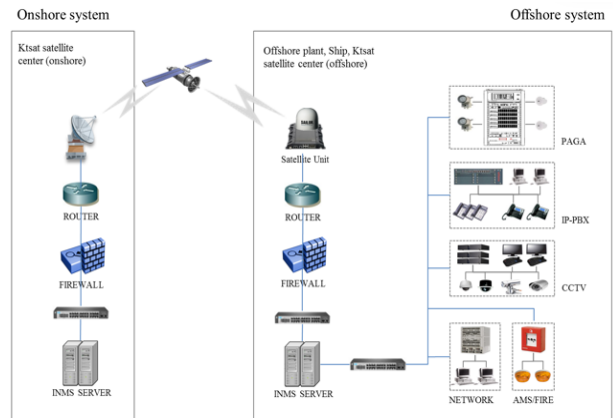 Onshore system
Offshore system
Ktsat satellite
center (onshore)
Offshore plant, Ship, Ktsat
satellite center (offshore)
SAILOR
Satellite Unit
PAGA
ROUTER
ROUTER
IP-PBX
FIREWALL
FIREWALL
CCTV
INMS SERVER
INMS SERVER
NETWORK
AMS/FIRE